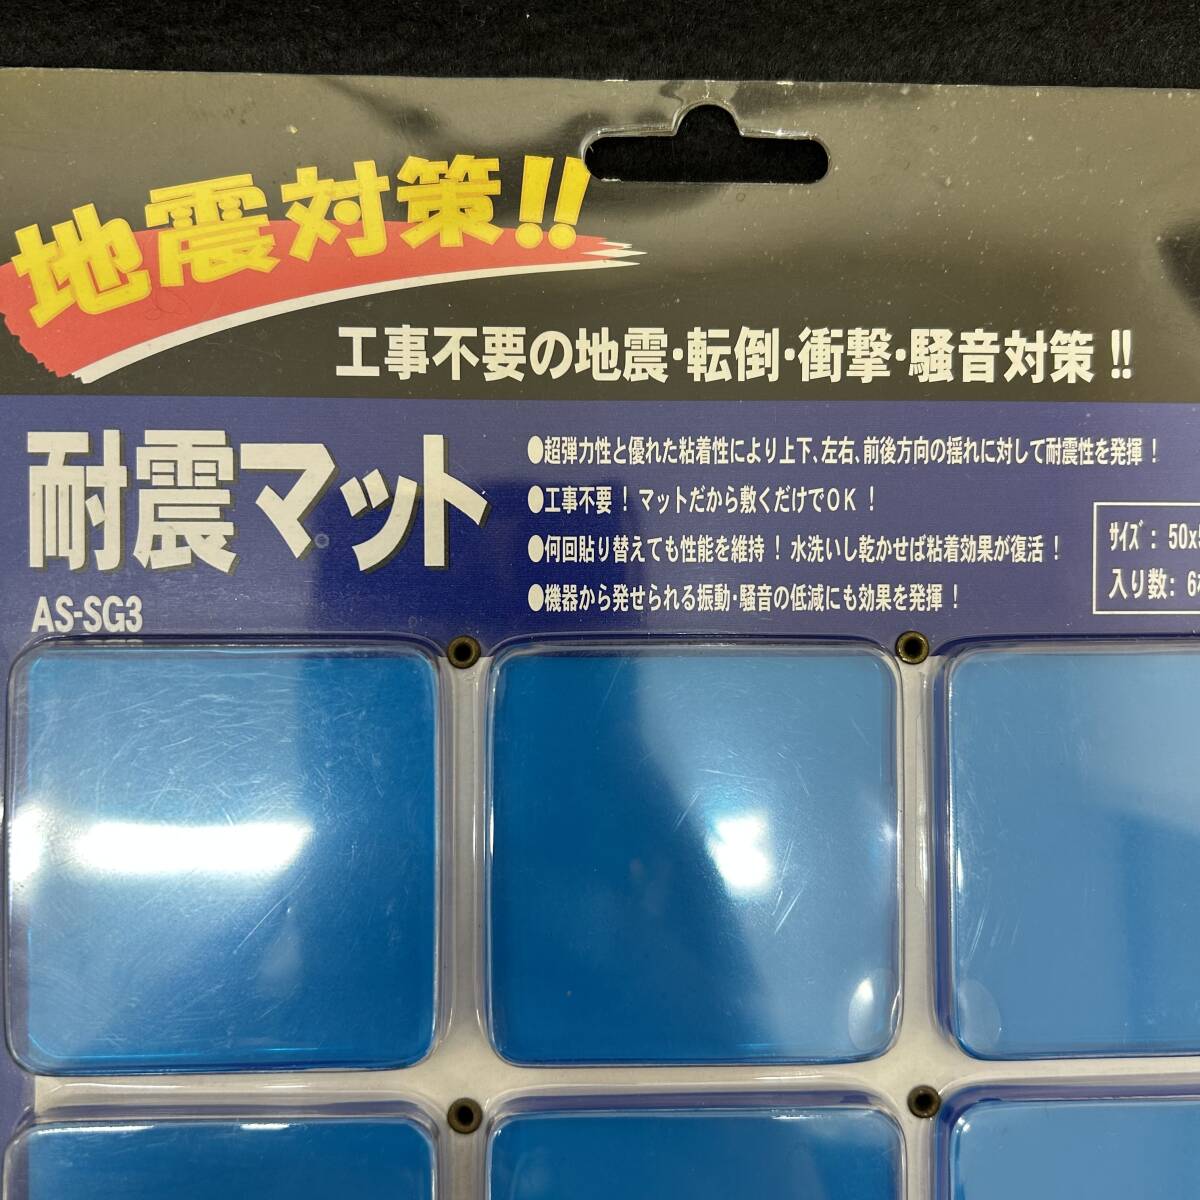 地震対策!!
工事不要の地震・転倒・衝撃・騒音対策!!
耐震マット
AS-SG3
●超弾力性と優れた粘着性により上下、左右、前後方向の揺れに対して耐震性を発揮！
●工事不要！マットだから敷くだけでOK！
●何回貼り替えても性能を維持！水洗いし乾かせば粘着効果が復活！
●機器から発せられる振動・騒音の低減にも効果を発揮！
ｻｲｽﾞ：50x
入り数：6